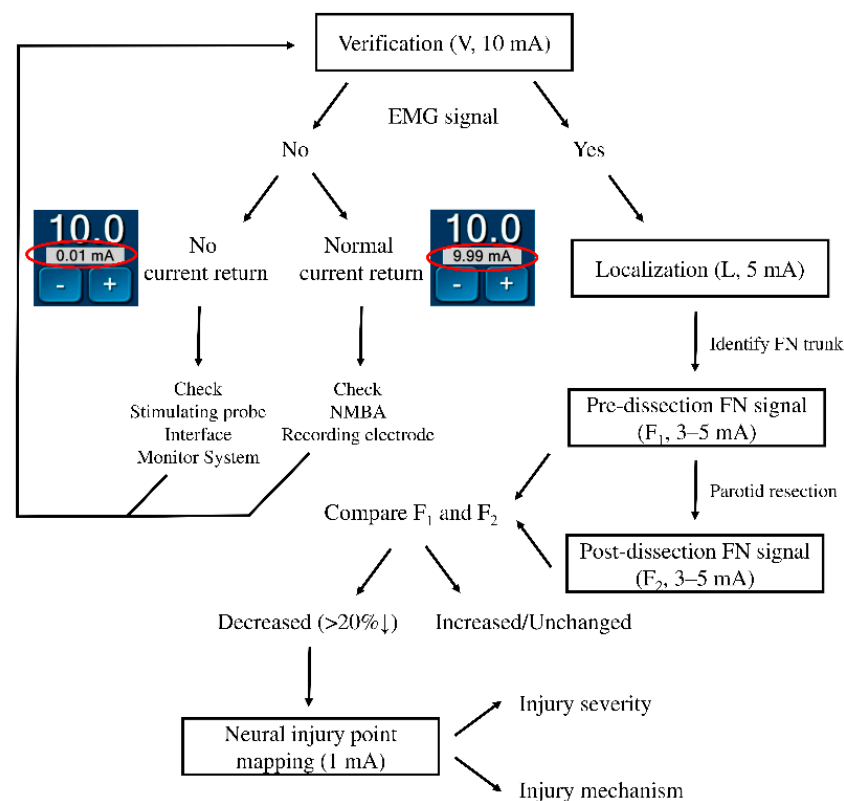 Verification (V, 10 mA)
EMG signal
No
Yes
10.0
0.01 mA
- +
No
current return
Normal
current return
10.0
9.99 mA
- +
Localization (L, 5 mA)
Identify FN trunk
Check
Stimulating probe
Interface
Monitor System
Check
NMBA
Recording electrode
Pre-dissection FN signal
(F₁, 3–5 mA)
Parotid resection
Compare F₁ and F₂
Post-dissection FN signal
(F₂, 3–5 mA)
Decreased (>20%↓)
Increased/Unchanged
Neural injury point
mapping (1 mA)
Injury severity
Injury mechanism